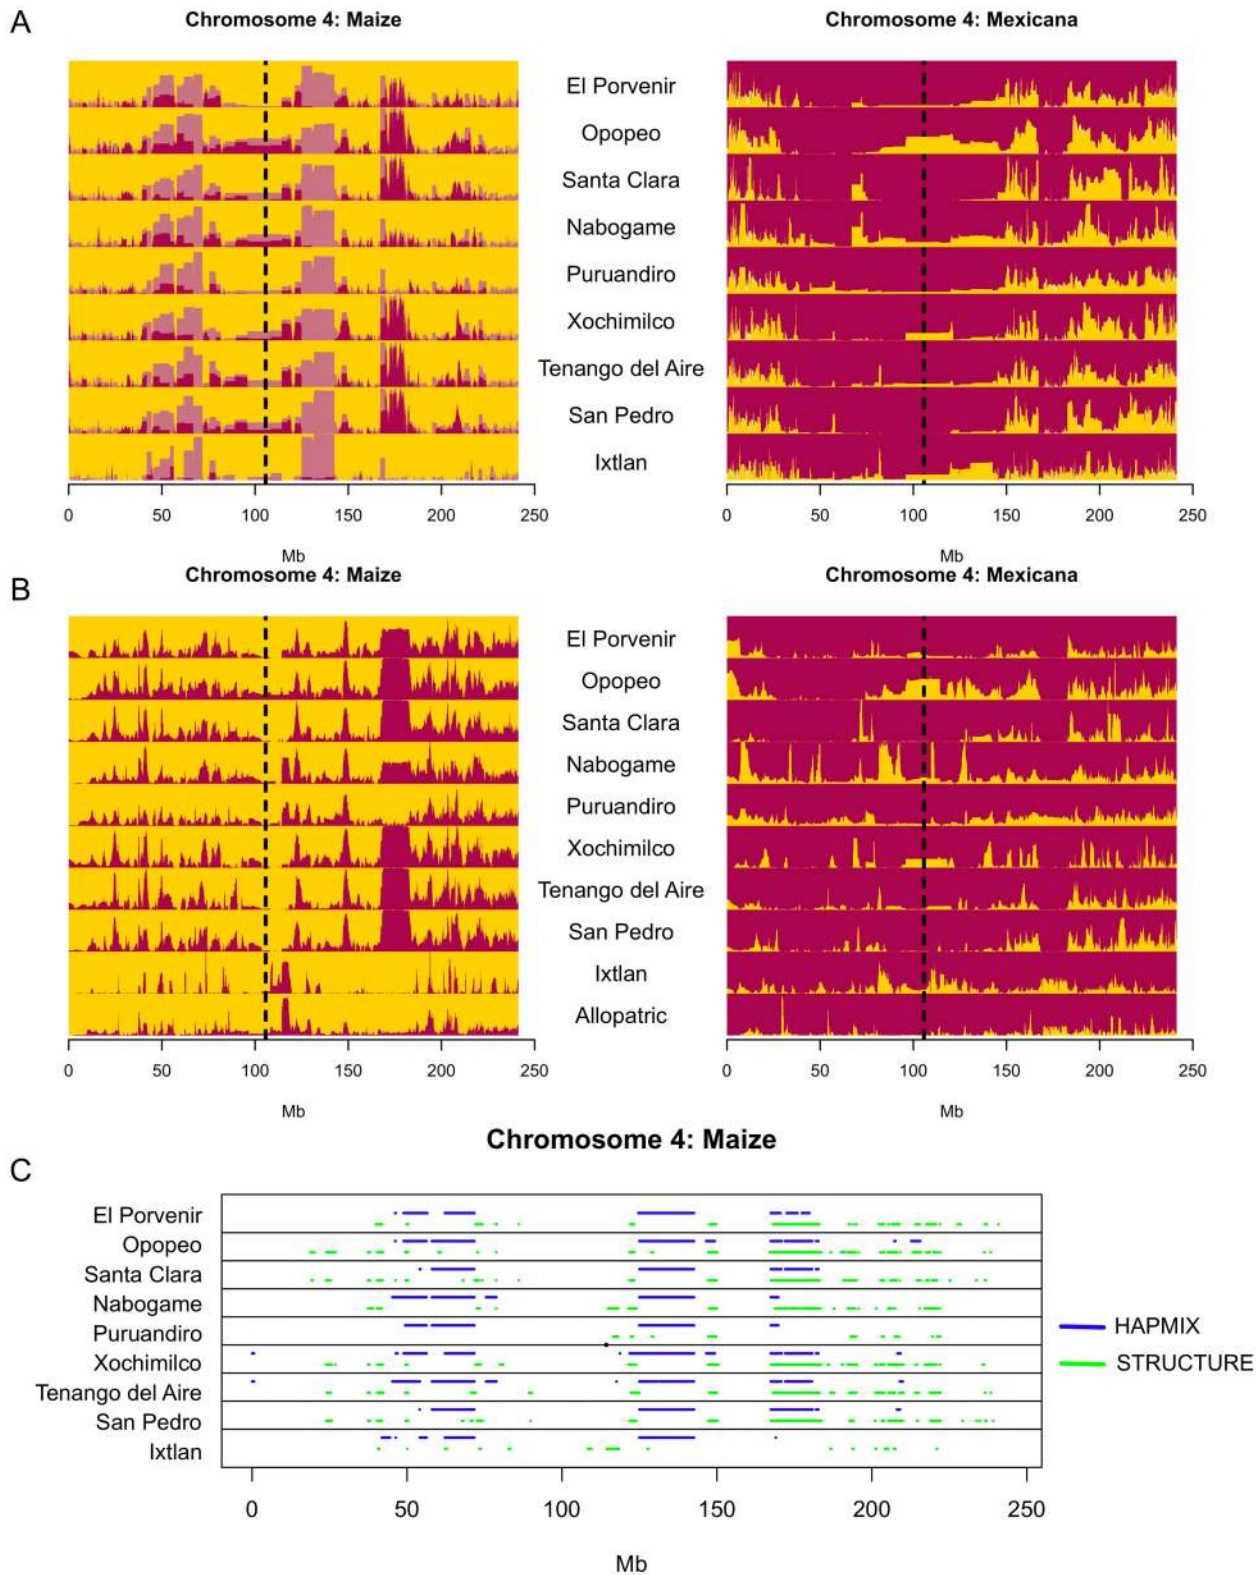 A
Chromosome 4: Maize
Chromosome 4: Mexicana
El Porvenir
Opopeo
Santa Clara
Nabogame
Puruandiro
Xochimilco
Tenango del Aire
San Pedro
Ixtlan
0 50 100 150 200 250
0 50 100 150 200 250
Mb
Mb
B
Chromosome 4: Maize
Chromosome 4: Mexicana
El Porvenir
Opopeo
Santa Clara
Nabogame
Puruandiro
Xochimilco
Tenango del Aire
San Pedro
Ixtlan
Allopatric
0 50 100 150 200 250
0 50 100 150 200 250
Mb
Mb
Chromosome 4: Maize
C
El Porvenir
Opopeo
Santa Clara
Nabogame
Puruandiro
Xochimilco
Tenango del Aire
San Pedro
Ixtlan
HAPMIX
STRUCTURE
0 50 100 150 200 250
Mb